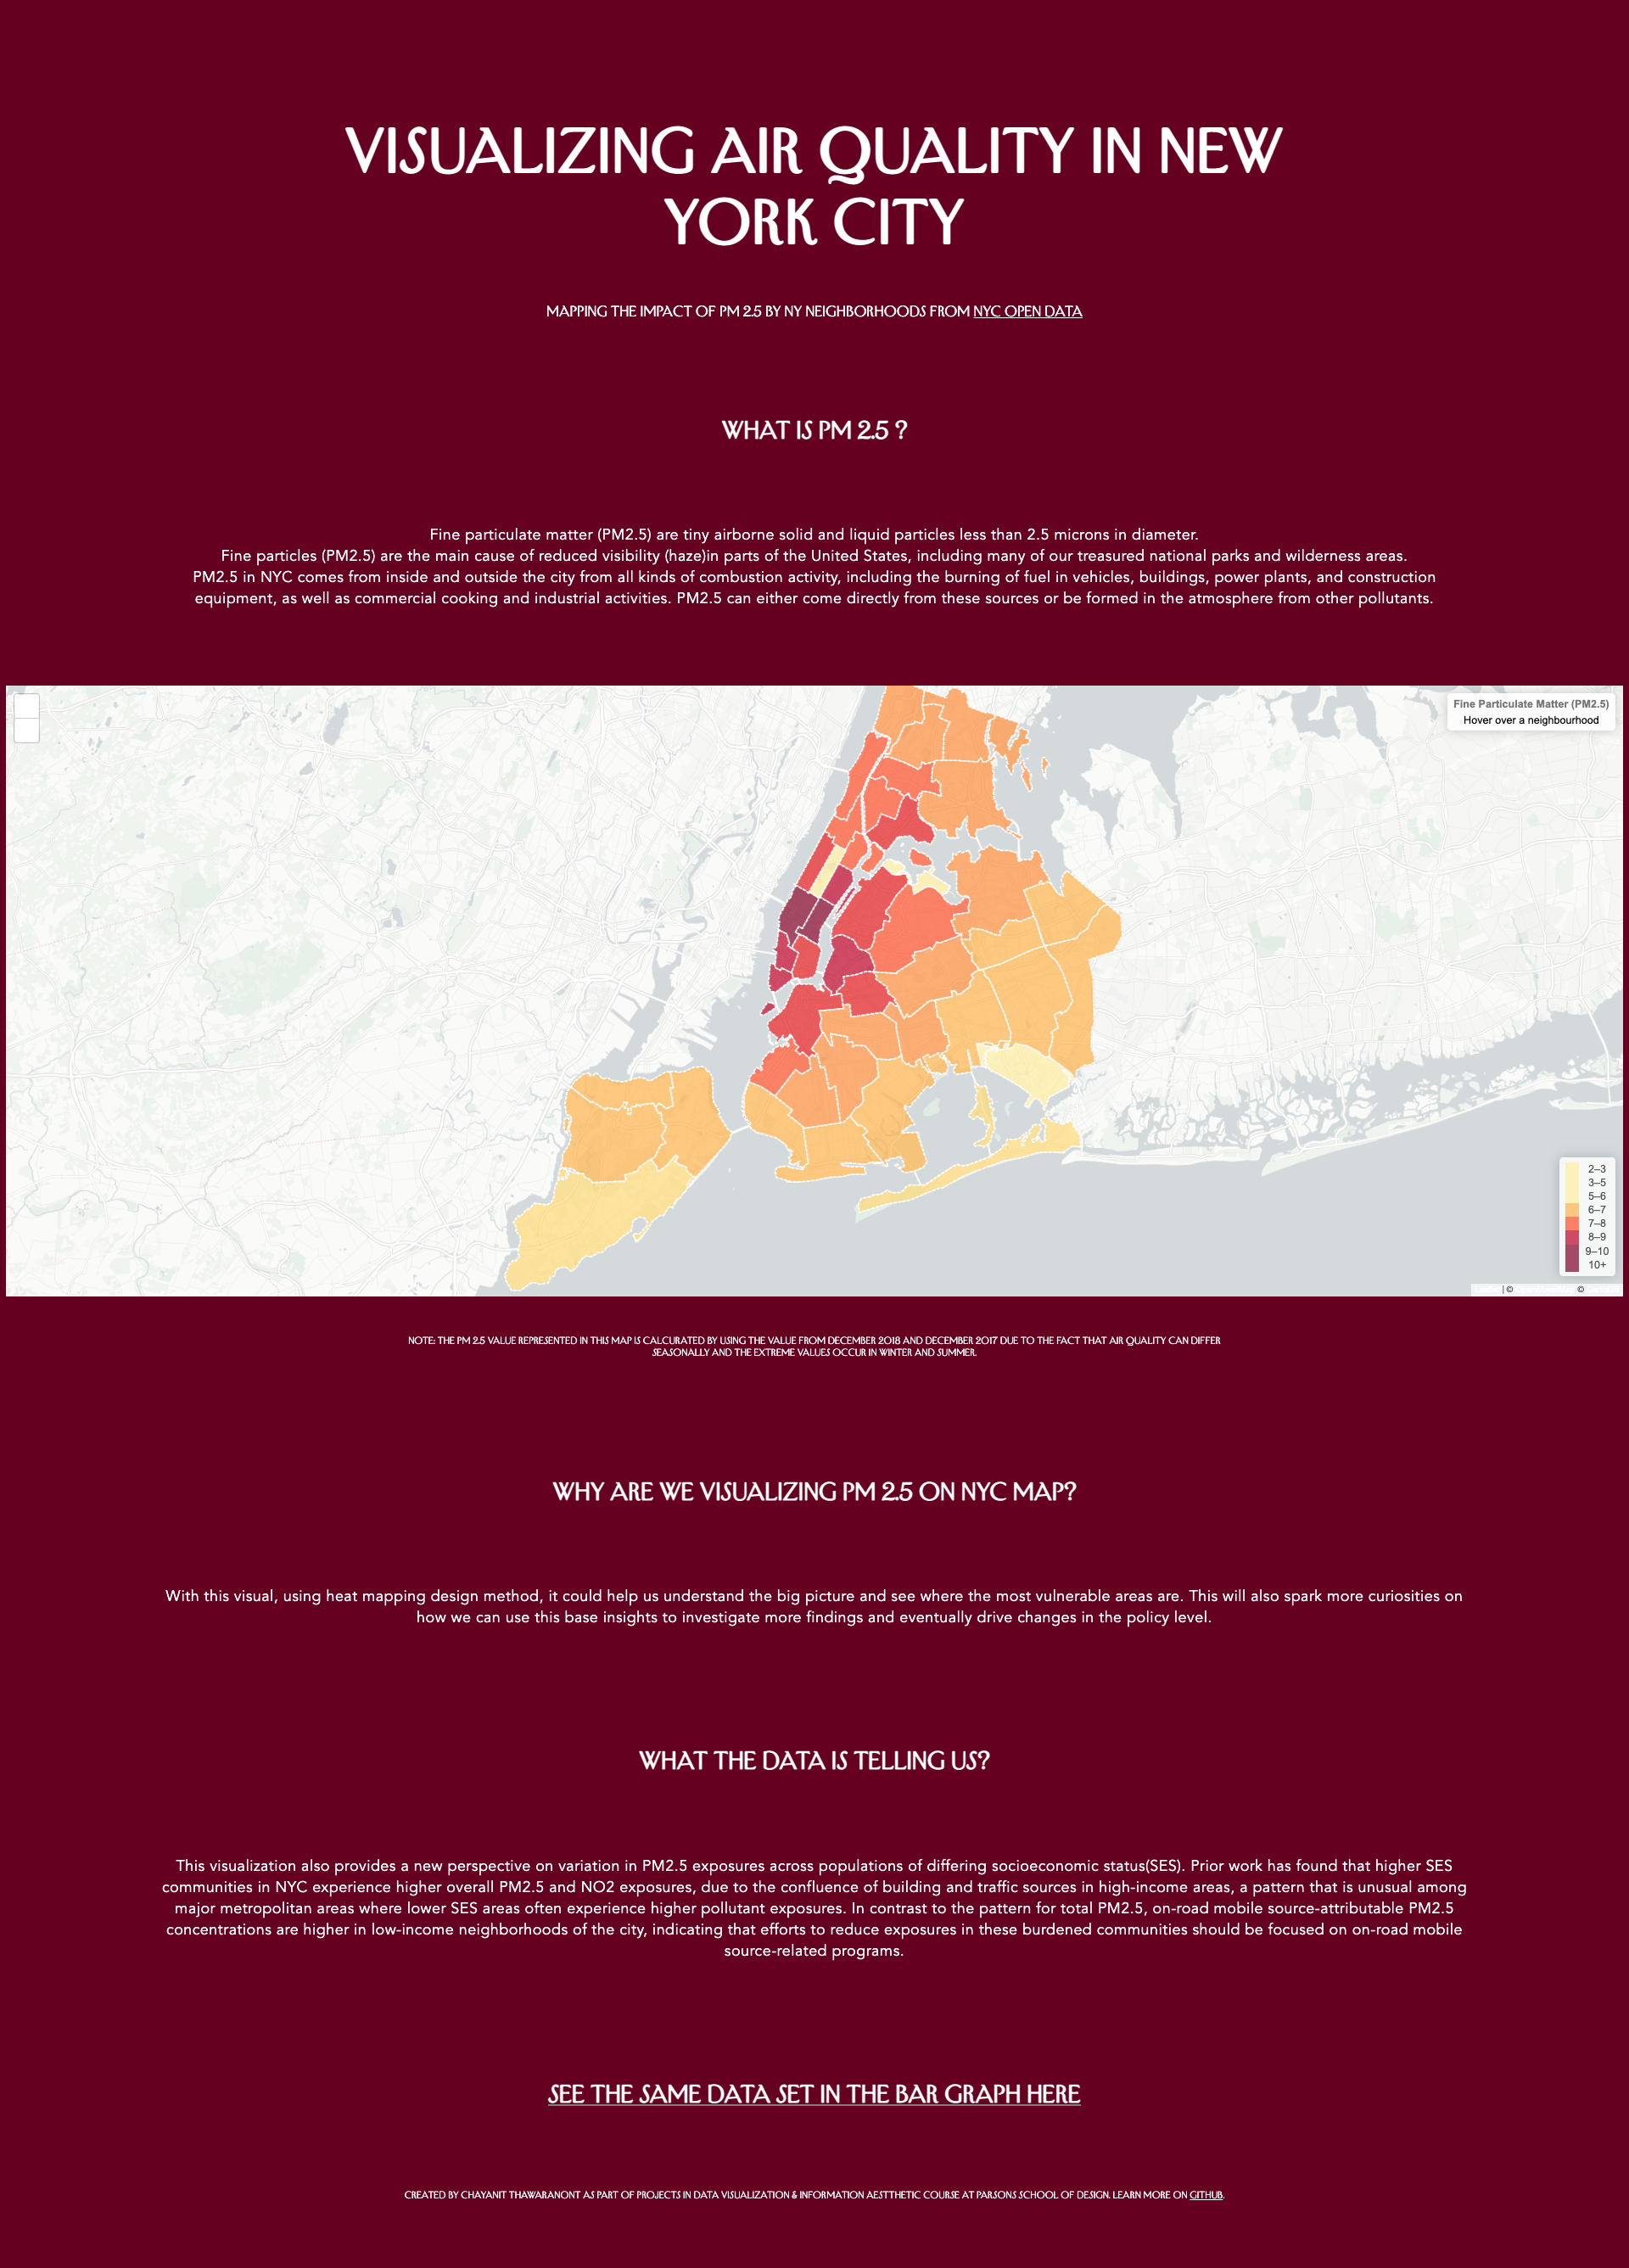 VISUALIZING AIR QUALITY IN NEW
YORK CITY
MAPPING THE IMPACT OF PM 2.5 BY NY NEIGHBORHOODS FROM NYC OPEN DATA
WHAT IS PM 2.5 ?
Fine particulate matter (PM2.5) are tiny airborne solid and liquid particles less than 2.5 microns in diameter.
Fine particles (PM2.5) are the main cause of reduced visibility (haze)in parts of the United States, including many of our treasured national parks and wilderness areas.
PM2.5 in NYC comes from inside and outside the city from all kinds of combustion activity, including the burning of fuel in vehicles, buildings, power plants, and construction
equipment, as well as commercial cooking and industrial activities. PM2.5 can either come directly from these sources or be formed in the atmosphere from other pollutants.
Fine Particulate Matter (PM2.5)
Hover over a neighbourhood
2–3
3–5
5–6
6–7
7–8
8–9
9–10
10+
| © ©
NOTE: THE PM 2.5 VALUE REPRESENTED IN THIS MAP IS CALCURATED BY USING THE VALUE FROM DECEMBER 2018 AND DECEMBER 2017 DUE TO THE FACT THAT AIR QUALITY CAN DIFFER
SEASONALLY AND THE EXTREME VALUES OCCUR IN WINTER AND SUMMER.
WHY ARE WE VISUALIZING PM 2.5 ON NYC MAP?
With this visual, using heat mapping design method, it could help us understand the big picture and see where the most vulnerable areas are. This will also spark more curiosities on
how we can use this base insights to investigate more findings and eventually drive changes in the policy level.
WHAT THE DATA IS TELLING US?
This visualization also provides a new perspective on variation in PM2.5 exposures across populations of differing socioeconomic status(SES). Prior work has found that higher SES
communities in NYC experience higher overall PM2.5 and NO2 exposures, due to the confluence of building and traffic sources in high-income areas, a pattern that is unusual among
major metropolitan areas where lower SES areas often experience higher pollutant exposures. In contrast to the pattern for total PM2.5, on-road mobile source-attributable PM2.5
concentrations are higher in low-income neighborhoods of the city, indicating that efforts to reduce exposures in these burdened communities should be focused on on-road mobile
source-related programs.
SEE THE SAME DATA SET IN THE BAR GRAPH HERE
CREATED BY CHAYANIT THAWARANONT AS PART OF PROJECTS IN DATA VISUALIZATION & INFORMATION AESTTHETIC COURSE AT PARSONS SCHOOL OF DESIGN. LEARN MORE ON GITHUB.